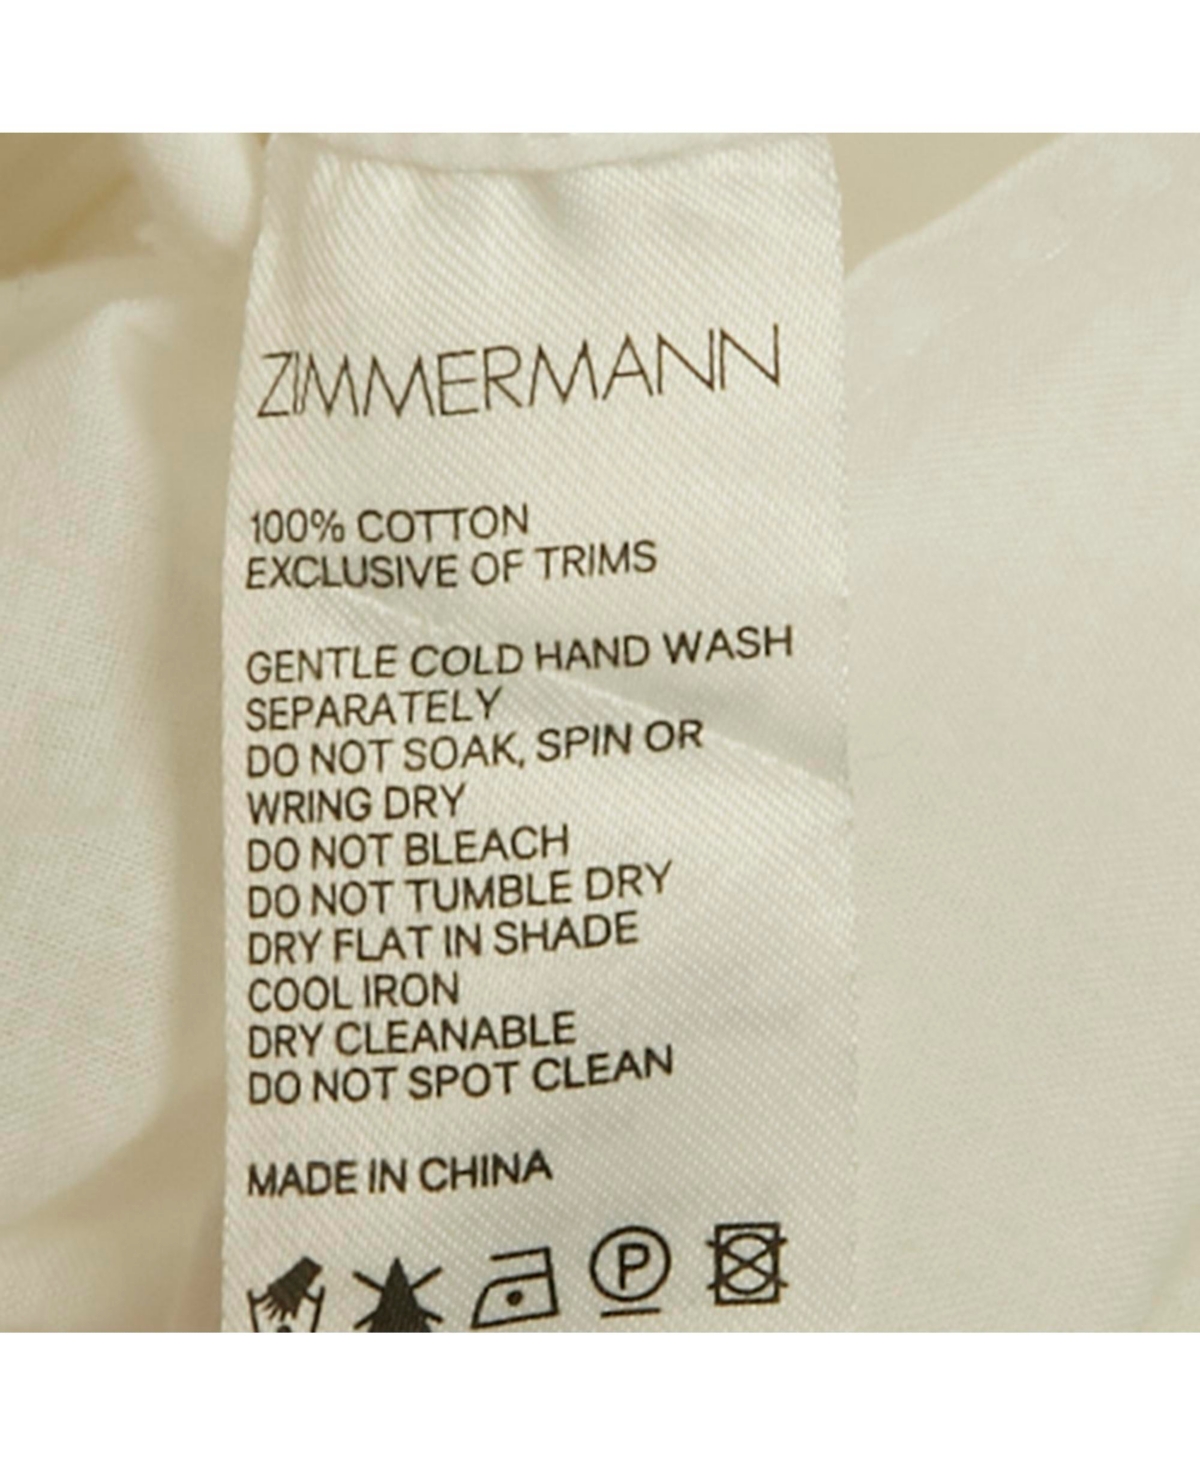 ZIMMERMANN
100% COTTON
EXCLUSIVE OF TRIMS
GENTLE COLD HAND WASH
SEPARATELY
DO NOT SOAK, SPIN OR
WRING DRY
DO NOT BLEACH
DO NOT TUMBLE DRY
DRY FLAT IN SHADE
COOL IRON
DRY CLEANABLE
DO NOT SPOT CLEAN
MADE IN CHINA
P